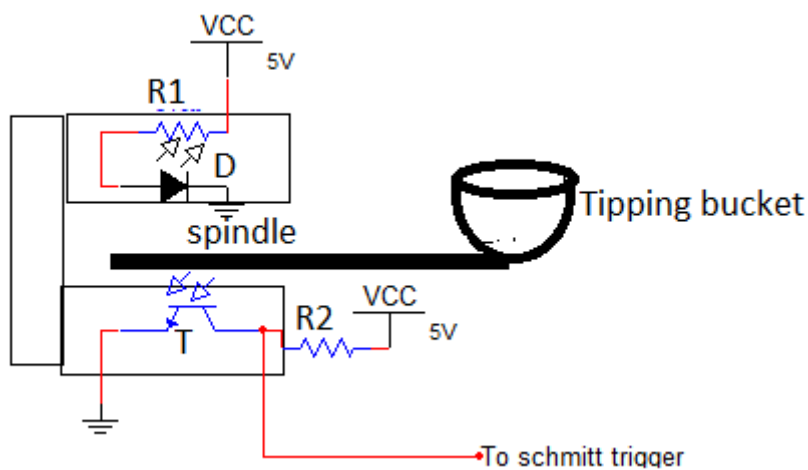 VCC
5V
R1
D
spindle
Tipping bucket
T
R2
VCC
5V
To schmitt trigger